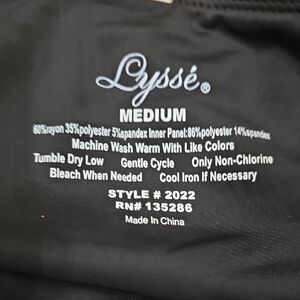 Lyssé®
MEDIUM
60%rayon 35%polyester 5%spandex Inner Panel:86%polyester 14%spandex
Machine Wash Warm With Like Colors
Tumble Dry Low Gentle Cycle Only Non-Chlorine
Bleach When Needed Cool Iron If Necessary
STYLE # 2022
RN# 135286
Made In China